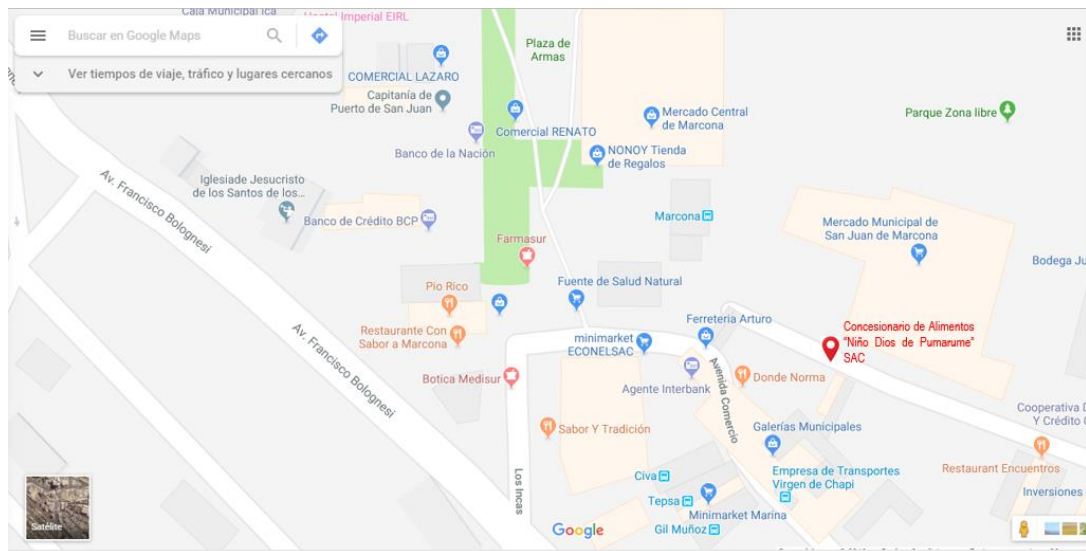 Caja Municipal Ica
Hostel Imperial EIRL
Buscar en Google Maps
Ver tiempos de viaje, tráfico y lugares cercanos
COMERCIAL LAZARO
Capitanía de
Puerto de San Juan
Plaza de
Armas
Comercial RENATO
Mercado Central
de Marcona
Parque Zona libre
Banco de la Nación
NONOY Tienda
de Regalos
Iglesiade Jesucristo
de los Santos de los...
Av. Francisco Bolognesi
Banco de Crédito BCP
Marcona
Mercado Municipal de
San Juan de Marcona
Farmasur
Bodega Ju
Pio Rico
Fuente de Salud Natural
Restaurante Con
Sabor a Marcona
Av. Francisco Bolognesi
minimarket
ECONELSAC
Ferreteria Arturo
Concesionario de Alimentos
"Niño Dios de Pumarume"
SAC
Botica Medisur
Agente Interbank
Avenida Comercio
Donde Norma
Cooperativa D
Y Crédito
Sabor Y Tradición
Galerías Municipales
Los Incas
Civa
Empresa de Transportes
Virgen de Chapi
Restaurant Encuentros
Tepsa
Minimarket Marina
Inversiones
Gil Muñoz
Satélite
Google